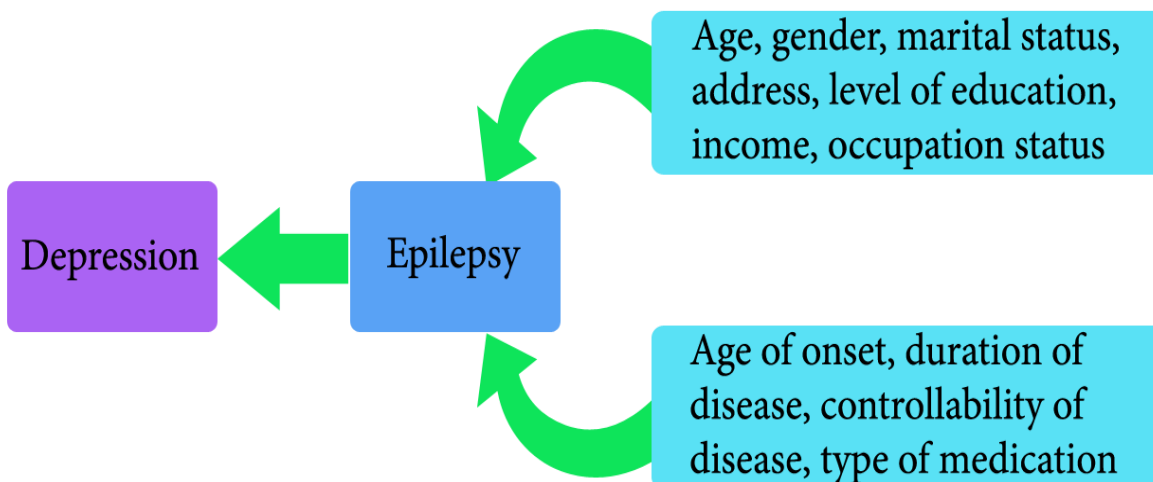 Age, gender, marital status,
address, level of education,
income, occupation status
Depression
Epilepsy
Age of onset, duration of
disease, controllability of
disease, type of medication